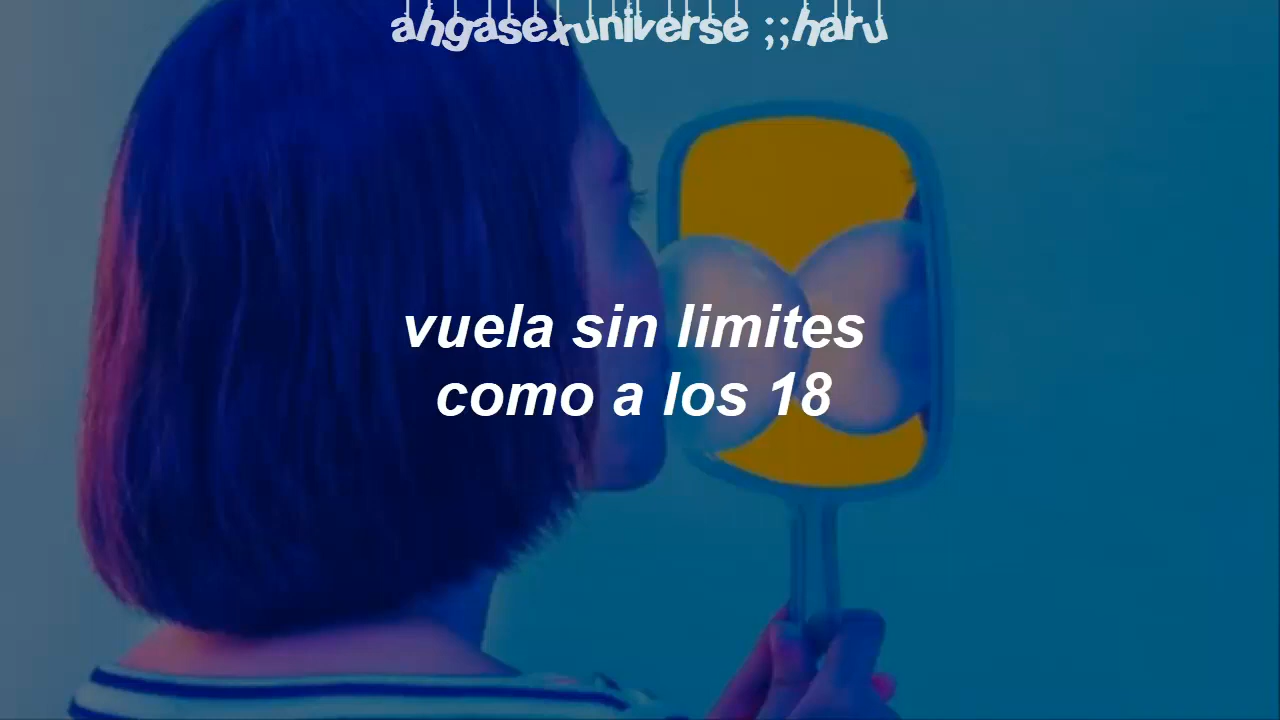 ahgasexuniverse ;;haru
vuela sin limites
como a los 18